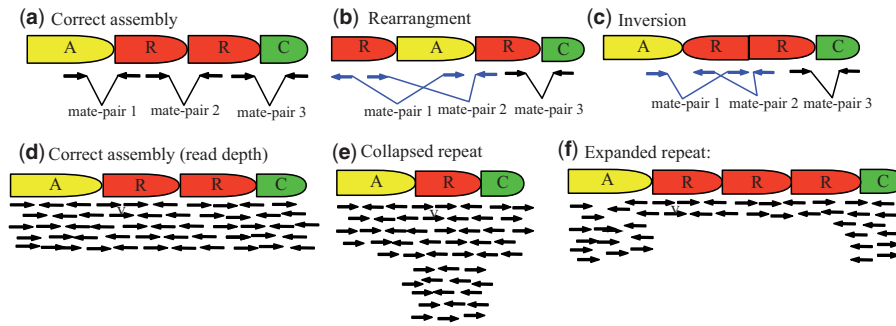 (a) Correct assembly
A R R C
mate-pair 1 mate-pair 2 mate-pair 3
(b) Rearrangment
R A R C
mate-pair 1 mate-pair 2 mate-pair 3
(c) Inversion
A R R C
mate-pair 1 mate-pair 2 mate-pair 3
(d) Correct assembly (read depth)
A R R C
v
(e) Collapsed repeat
A R C
v
(f) Expanded repeat:
A R R R C
v